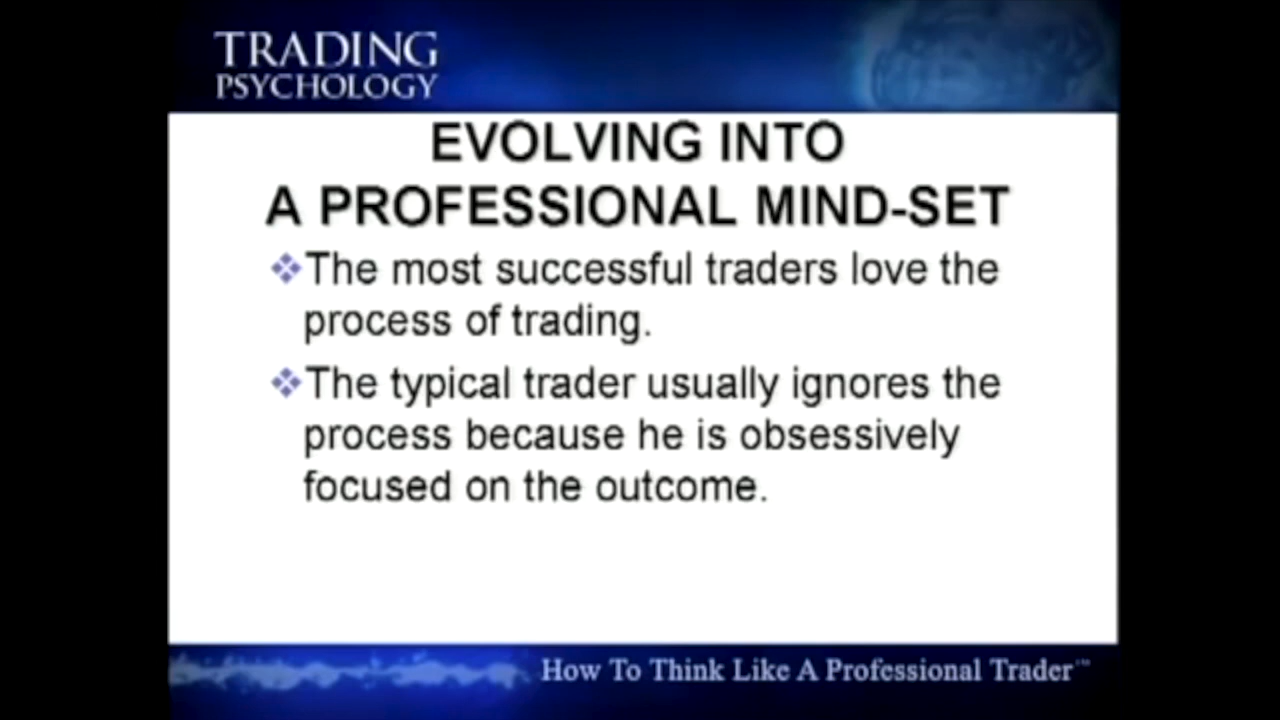 TRADING
PSYCHOLOGY
EVOLVING INTO
A PROFESSIONAL MIND-SET
❖The most successful traders love the
process of trading.
❖The typical trader usually ignores the
process because he is obsessively
focused on the outcome.
How To Think Like A Professional Trader™